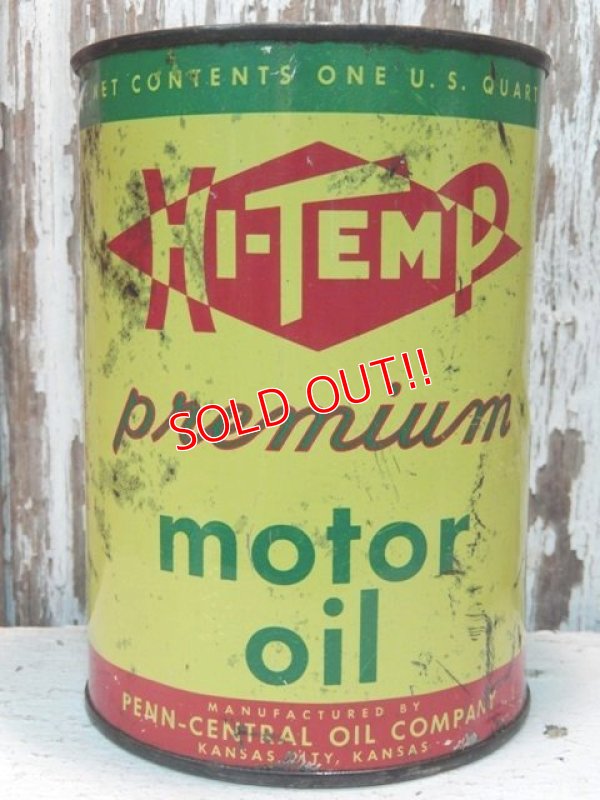 NET CONTENTS ONE U.S. QUART
HI-TEMP
premium
SOLD OUT!!
motor
oil
MANUFACTURED BY
PENN-CENTRAL OIL COMPANY
KANSAS CITY, KANSAS